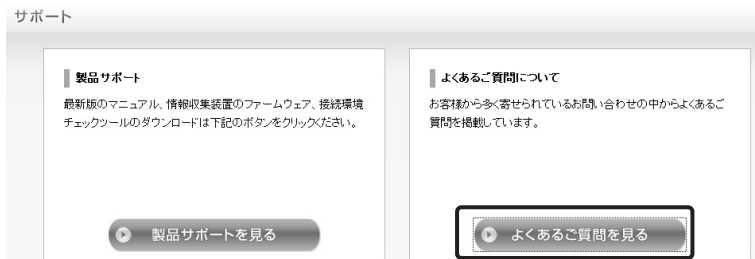 サポート
製品サポート
最新版のマニュアル、情報収集装置のファームウェア、接続環境
チェックツールのダウンロードは下記のボタンをクリックください。
製品サポートを見る
よくあるご質問について
お客様から多く寄せられているお問い合わせの中からよくあるご
質問を掲載しています。
よくあるご質問を見る